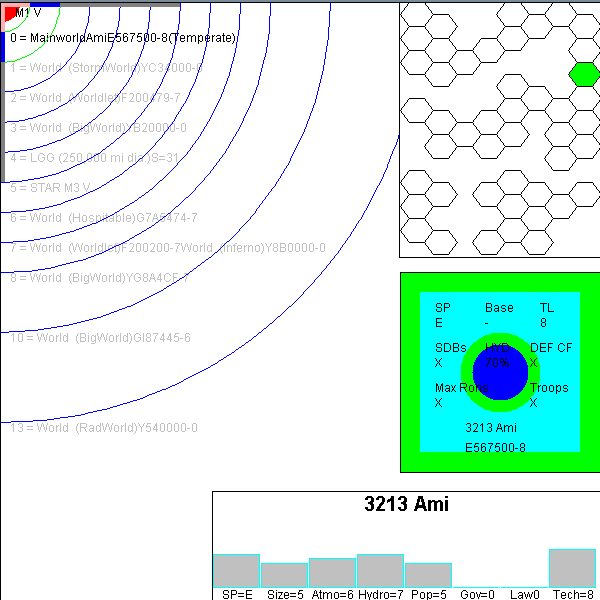 M1 V
0 = MainworldAmiE567500-8(Temperate)
1 = World (StormWorld)YC34000-0
2 = World (Worldlet)F200479-7
3 = World (BigWorld)YB20000-0
4 = LGG (250,000 mi dia.)S=31
5 = STAR M3 V
6 = World (Hospitable)G7A5474-7
7 = World (Worldlet)F200200-7World (Inferno)Y8B0000-0
8 = World (BigWorld)YG8A4CF-7
10 = World (BigWorld)GI87445-6
13 = World (RadWorld)Y540000-0
SP Base TL
E - 8
SDBs HYD DEF CF
X 70% X
Max Troops
X X
3213 Ami
E567500-8
3213 Ami
SP=E Size=5 Atmo=6 Hydro=7 Pop=5 Gov=0 Law0 Tech=8